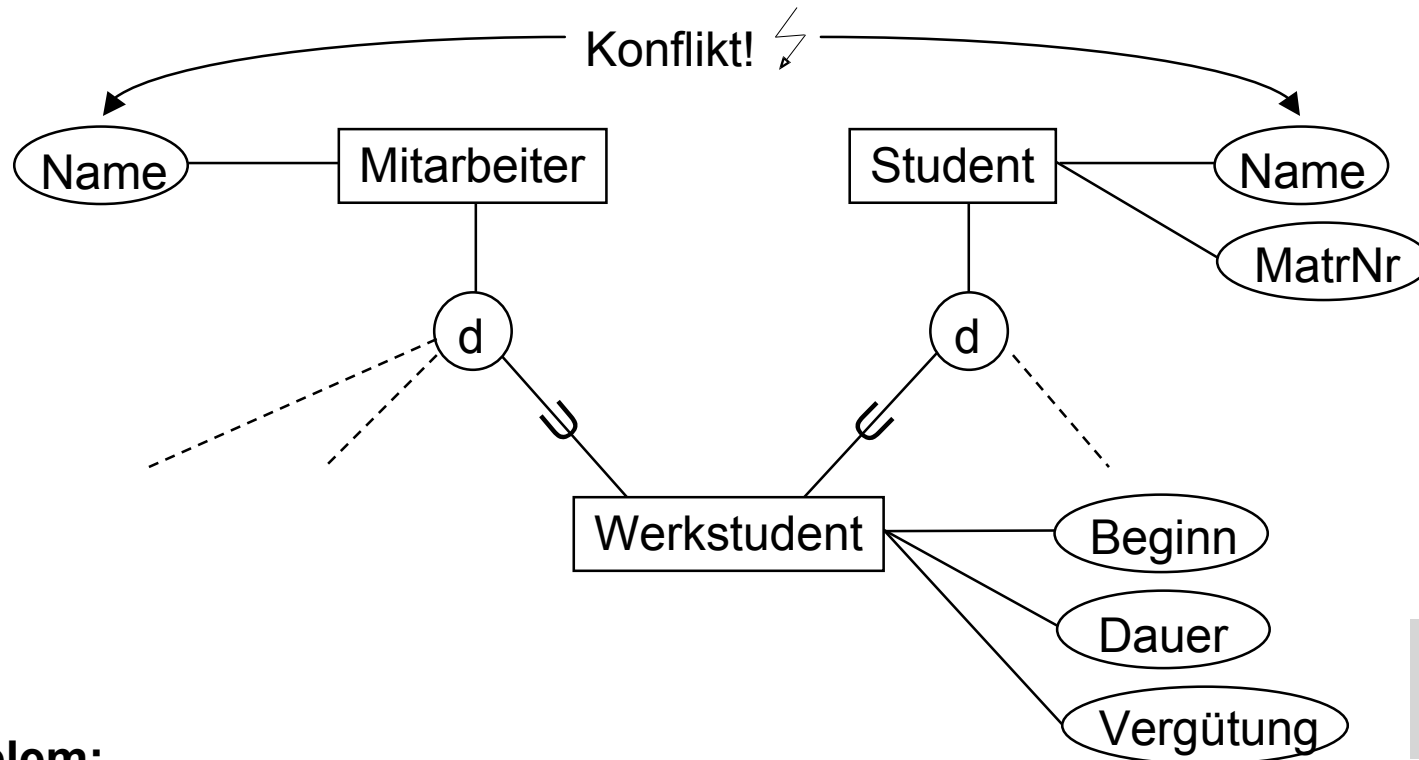 Konflikt!
Name
Mitarbeiter
Student
Name
MatrNr
d
d
Werkstudent
Beginn
Dauer
Vergütung